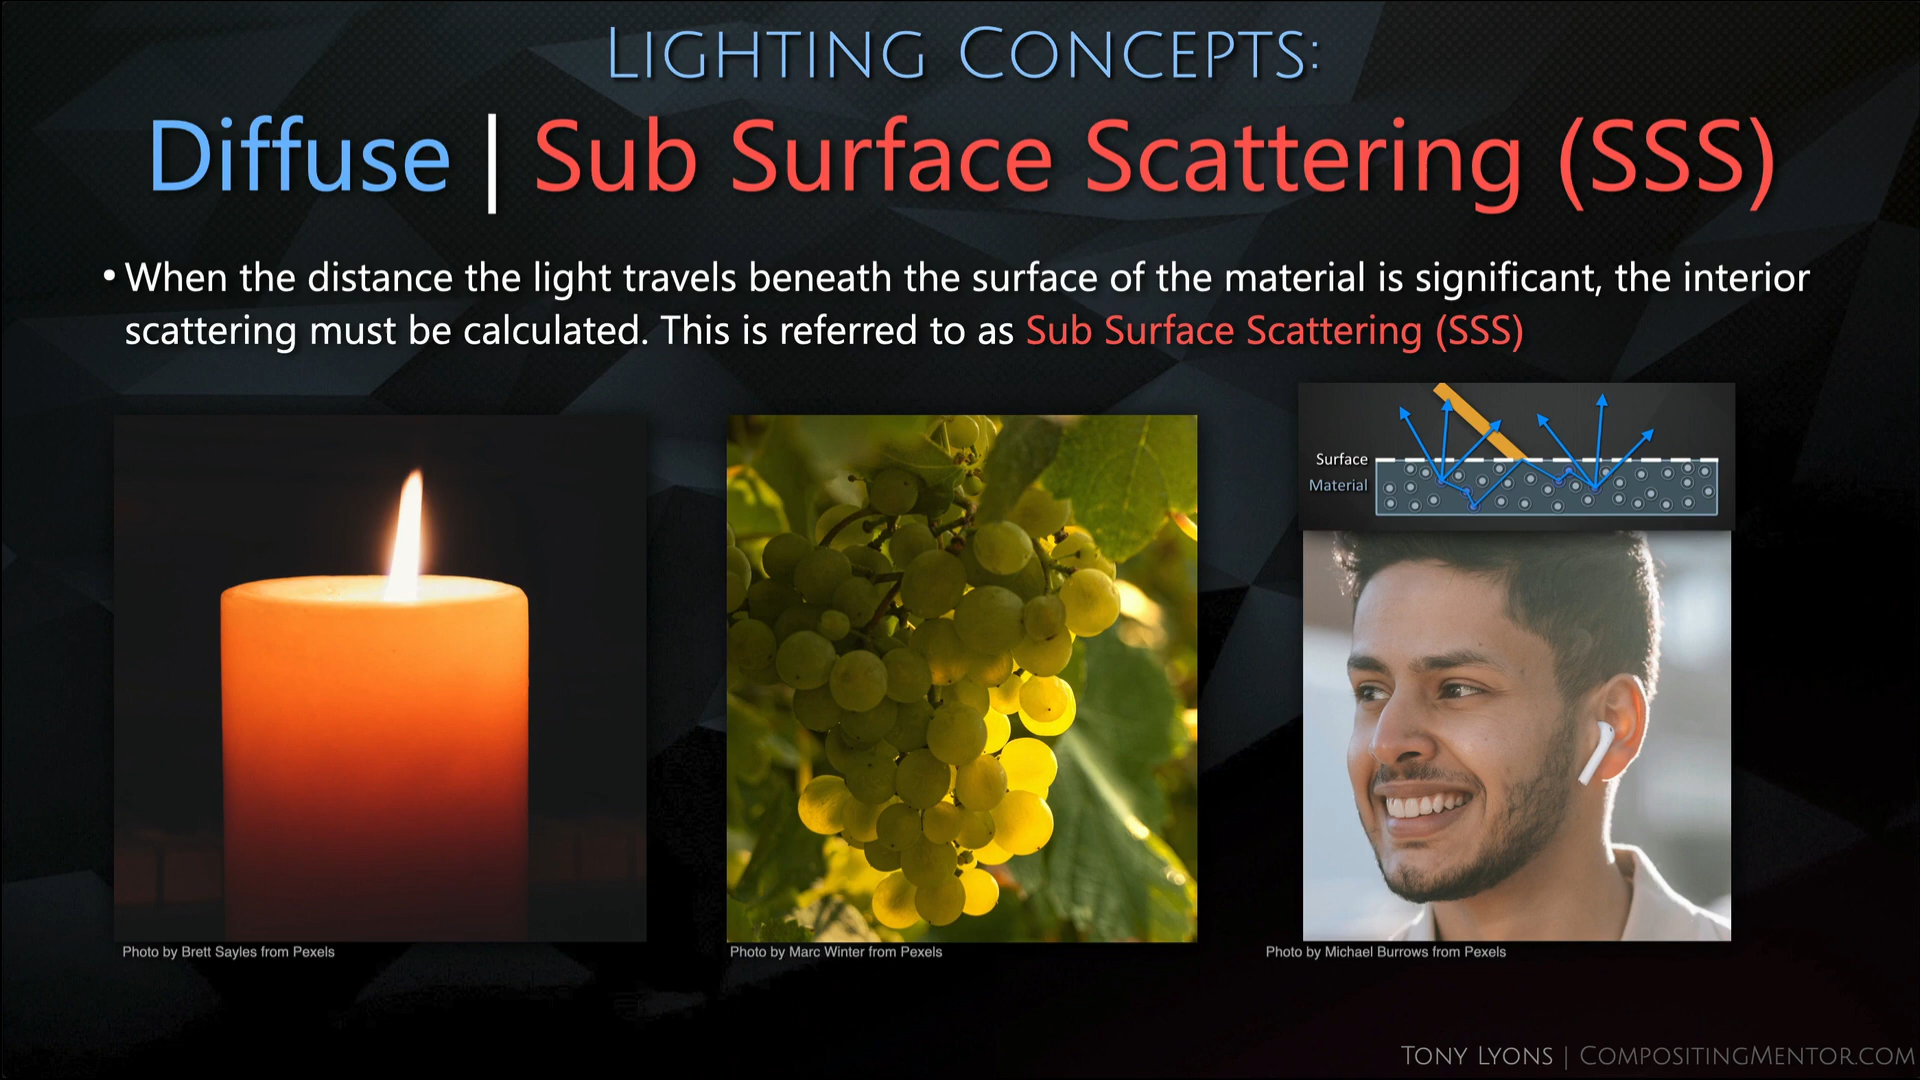 Lighting Concepts:
Diffuse | Sub Surface Scattering (SSS)
• When the distance the light travels beneath the surface of the material is significant, the interior
scattering must be calculated. This is referred to as Sub Surface Scattering (SSS)
Surface
Material
Photo by Brett Sayles from Pexels
Photo by Marc Winter from Pexels
Photo by Michael Burrows from Pexels
Tony Lyons | CompositingMentor.com